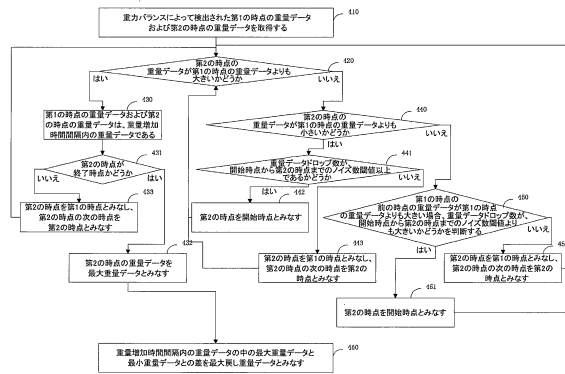 重力バランスによって検出された第1の時点の重量データ
および第2の時点の重量データを取得する
410
第2の時点の
重量データが第1の時点の重量データよりも
大きいかどうか
420
はい
いいえ
430
第1の時点の重量データおよび第2
の時点の重量データは、重量増加
時間間隔内の重量データである
第2の時点の
重量データが第1の時点の重量データよりも
小さいかどうか
440
はい
いいえ
第2の時点が
終了時点かどうか
431
いいえ
はい
重量データドロップ数が、
開始時点から第2の時点までのノイズ数閾値以上
であるかどうか
441
はい
いいえ
433
第2の時点を第1の時点とみなし、
第2の時点の次の時点を
第2の時点とみなす
442
第2の時点を開始時点とみなす
第1の時点の
前の時点の重量データが第1の時点
の重量データよりも大きい場合、重量データドロップ数が、
開始時点から第2の時点までのノイズ数閾値より
も大きいかどうかを判断する
450
はい
いいえ
432
第2の時点の重量データを
最大重量データとみなす
443
第2の時点を第1の時点とみなし、
第2の時点の次の時点を第2の
時点とみなす
第2の時点を第1の時点とみなし、
第2の時点の次の時点を第2の
時点とみなす
461
第2の時点を開始時点とみなす
重量増加時間間隔内の重量データの中の最大重量データと
最小重量データとの差を最大戻し重量データとみなす
460